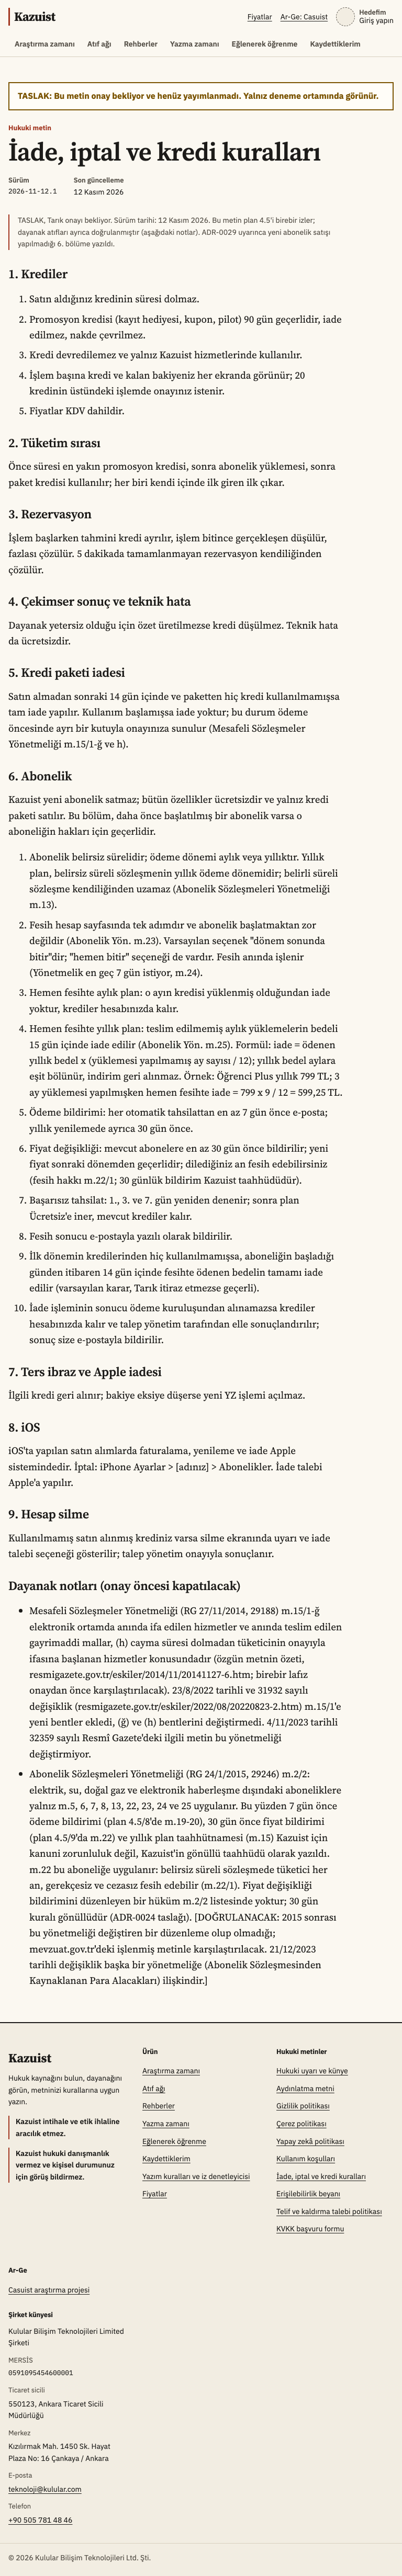 Kazuist
Fiyatlar
Ar-Ge: Casuist
Hedefim
Giriş yapın
Araştırma zamanı
Atıf ağı
Rehberler
Yazma zamanı
Eğlenerek öğrenme
Kaydettiklerim
TASLAK: Bu metin onay bekliyor ve henüz yayımlanmadı. Yalnız deneme ortamında görünür.
Hukuki metin
İade, iptal ve kredi kuralları
Sürüm
2026-11-12.1
Son güncelleme
12 Kasım 2026
TASLAK, Tarık onayı bekliyor. Sürüm tarihi: 12 Kasım 2026. Bu metin plan 4.5'i birebir izler;
dayanak atıfları ayrıca doğrulanmıştır (aşağıdaki notlar). ADR-0029 uyarınca yeni abonelik satışı
yapılmadığı 6. bölüme yazıldı.
1. Krediler
1. Satın aldığınız kredinin süresi dolmaz.
2. Promosyon kredisi (kayıt hediyesi, kupon, pilot) 90 gün geçerlidir, iade
edilmez, nakde çevrilmez.
3. Kredi devredilemez ve yalnız Kazuist hizmetlerinde kullanılır.
4. İşlem başına kredi ve kalan bakiyeniz her ekranda görünür; 20
kredinin üstündeki işlemde onayınız istenir.
5. Fiyatlar KDV dahildir.
2. Tüketim sırası
Önce süresi en yakın promosyon kredisi, sonra abonelik yüklemesi, sonra
paket kredisi kullanılır; her biri kendi içinde ilk giren ilk çıkar.
3. Rezervasyon
İşlem başlarken tahmini kredi ayrılır, işlem bitince gerçekleşen düşülür,
fazlası çözülür. 5 dakikada tamamlanmayan rezervasyon kendiliğinden
çözülür.
4. Çekimser sonuç ve teknik hata
Dayanak yetersiz olduğu için özet üretilmezse kredi düşülmez. Teknik hata
da ücretsizdir.
5. Kredi paketi iadesi
Satın almadan sonraki 14 gün içinde ve paketten hiç kredi kullanılmamışsa
tam iade yapılır. Kullanım başlamışsa iade yoktur; bu durum ödeme
öncesinde ayrı bir kutuyla onayınıza sunulur (Mesafeli Sözleşmeler
Yönetmeliği m.15/1-ğ ve h).
6. Abonelik
Kazuist yeni abonelik satmaz; bütün özellikler ücretsizdir ve yalnız kredi
paketi satılır. Bu bölüm, daha önce başlatılmış bir abonelik varsa o
aboneliğin hakları için geçerlidir.
1. Abonelik belirsiz sürelidir; ödeme dönemi aylık veya yıllıktır. Yıllık
plan, belirsiz süreli sözleşmenin yıllık ödeme dönemidir; belirli süreli
sözleşme kendiliğinden uzamaz (Abonelik Sözleşmeleri Yönetmeliği
m.13).
2. Fesih hesap sayfasında tek adımdır ve abonelik başlatmaktan zor
değildir (Abonelik Yön. m.23). Varsayılan seçenek "dönem sonunda
bitir"dir; "hemen bitir" seçeneği de vardır. Fesih anında işlenir
(Yönetmelik en geç 7 gün istiyor, m.24).
3. Hemen fesihte aylık plan: o ayın kredisi yüklenmiş olduğundan iade
yoktur, krediler hesabınızda kalır.
4. Hemen fesihte yıllık plan: teslim edilmemiş aylık yüklemelerin bedeli
15 gün içinde iade edilir (Abonelik Yön. m.25). Formül: iade = ödenen
yıllık bedel x (yüklemesi yapılmamış ay sayısı / 12); yıllık bedel aylara
eşit bölünür, indirim geri alınmaz. Örnek: Öğrenci Plus yıllık 799 TL; 3
ay yüklemesi yapılmışken hemen fesihte iade = 799 x 9 / 12 = 599,25 TL.
5. Ödeme bildirimi: her otomatik tahsilattan en az 7 gün önce e-posta;
yıllık yenilemede ayrıca 30 gün önce.
6. Fiyat değişikliği: mevcut abonelere en az 30 gün önce bildirilir; yeni
fiyat sonraki dönemden geçerlidir; dilediğiniz an fesih edebilirsiniz
(fesih hakkı m.22/1; 30 günlük bildirim Kazuist taahhüdüdür).
7. Başarısız tahsilat: 1., 3. ve 7. gün yeniden denenir; sonra plan
Ücretsiz'e iner, mevcut krediler kalır.
8. Fesih sonucu e-postayla yazılı olarak bildirilir.
9. İlk dönemin kredilerinden hiç kullanılmamışsa, aboneliğin başladığı
günden itibaren 14 gün içinde fesihte ödenen bedelin tamamı iade
edilir (varsayılan karar, Tarık itiraz etmezse geçerli).
10. İade işleminin sonucu ödeme kuruluşundan alınamazsa krediler
hesabınızda kalır ve talep yönetim tarafından elle sonuçlandırılır;
sonuç size e-postayla bildirilir.
7. Ters ibraz ve Apple iadesi
İlgili kredi geri alınır; bakiye eksiye düşerse yeni YZ işlemi açılmaz.
8. iOS
iOS'ta yapılan satın alımlarda faturalama, yenileme ve iade Apple
sistemindedir. İptal: iPhone Ayarlar > [adınız] > Abonelikler. İade talebi
Apple'a yapılır.
9. Hesap silme
Kullanılmamış satın alınmış krediniz varsa silme ekranında uyarı ve iade
talebi seçeneği gösterilir; talep yönetim onayıyla sonuçlanır.
Dayanak notları (onay öncesi kapatılacak)
• Mesafeli Sözleşmeler Yönetmeliği (RG 27/11/2014, 29188) m.15/1-ğ
elektronik ortamda anında ifa edilen hizmetler ve anında teslim edilen
gayrimaddi mallar, (h) cayma süresi dolmadan tüketicinin onayıyla
ifasına başlanan hizmetler konusundadır (özgün metnin özeti,
resmigazete.gov.tr/eskiler/2014/11/20141127-6.htm; birebir lafız
onaydan önce karşılaştırılacak). 23/8/2022 tarihli ve 31932 sayılı
değişiklik (resmigazete.gov.tr/eskiler/2022/08/20220823-2.htm) m.15/1'e
yeni bentler ekledi, (ğ) ve (h) bentlerini değiştirmedi. 4/11/2023 tarihli
32359 sayılı Resmî Gazete'deki ilgili metin bu yönetmeliği
değiştirmiyor.
• Abonelik Sözleşmeleri Yönetmeliği (RG 24/1/2015, 29246) m.2/2:
elektrik, su, doğal gaz ve elektronik haberleşme dışındaki aboneliklere
yalnız m.5, 6, 7, 8, 13, 22, 23, 24 ve 25 uygulanır. Bu yüzden 7 gün önce
ödeme bildirimi (plan 4.5/8'de m.19-20), 30 gün önce fiyat bildirimi
(plan 4.5/9'da m.22) ve yıllık plan taahhütnamesi (m.15) Kazuist için
kanuni zorunluluk değil, Kazuist'in gönüllü taahhüdü olarak yazıldı.
m.22 bu aboneliğe uygulanır: belirsiz süreli sözleşmede tüketici her
an, gerekçesiz ve cezasız fesih edebilir (m.22/1). Fiyat değişikliği
bildirimini düzenleyen bir hüküm m.2/2 listesinde yoktur; 30 gün
kuralı gönüllüdür (ADR-0024 taslağı). [DOĞRULANACAK: 2015 sonrası
bu yönetmeliği değiştiren bir düzenleme olup olmadığı;
mevzuat.gov.tr'deki işlenmiş metinle karşılaştırılacak. 21/12/2023
tarihli değişiklik başka bir yönetmeliğe (Abonelik Sözleşmesinden
Kaynaklanan Para Alacakları) ilişkindir.]
Kazuist
Hukuk kaynağını bulun, dayanağını
görün, metninizi kurallarına uygun
yazın.
Kazuist intihale ve etik ihlaline
aracılık etmez.
Kazuist hukuki danışmanlık
vermez ve kişisel durumunuz
için görüş bildirmez.
Ürün
Araştırma zamanı
Atıf ağı
Rehberler
Yazma zamanı
Eğlenerek öğrenme
Kaydettiklerim
Yazım kuralları ve iz denetleyicisi
Fiyatlar
Hukuki metinler
Hukuki uyarı ve künye
Aydınlatma metni
Gizlilik politikası
Çerez politikası
Yapay zekâ politikası
Kullanım koşulları
İade, iptal ve kredi kuralları
Erişilebilirlik beyanı
Telif ve kaldırma talebi politikası
KVKK başvuru formu
Ar-Ge
Casuist araştırma projesi
Şirket künyesi
Kulular Bilişim Teknolojileri Limited
Şirketi
MERSİS
0591095454600001
Ticaret sicili
550123, Ankara Ticaret Sicili
Müdürlüğü
Merkez
Kızılırmak Mah. 1450 Sk. Hayat
Plaza No: 16 Çankaya / Ankara
E-posta
teknoloji@kulular.com
Telefon
+90 505 781 48 46
© 2026 Kulular Bilişim Teknolojileri Ltd. Şti.